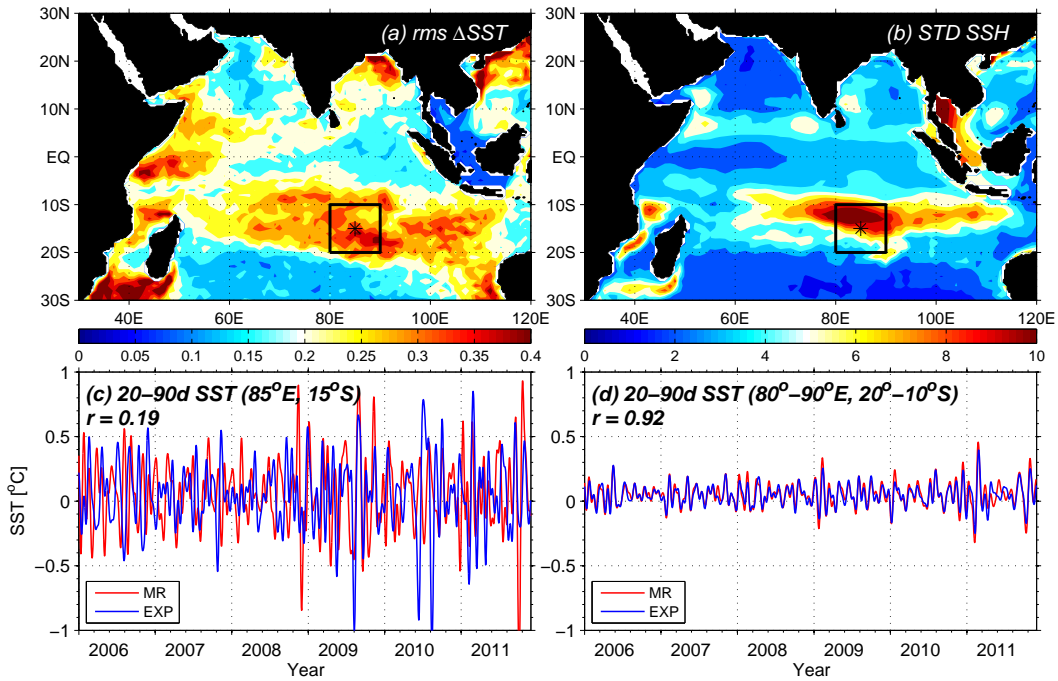 30N
20N
10N
EQ
10S
20S
30S
(a) rms ΔSST
40E
60E
80E
100E
120E
0
0.05
0.1
0.15
0.2
0.25
0.3
0.35
0.4
30N
20N
10N
EQ
10S
20S
30S
(b) STD SSH
40E
60E
80E
100E
120E
0
2
4
6
8
10
(c) 20–90d SST (85°E, 15°S)
r = 0.19
1
0.5
0
−0.5
−1
SST [°C]
MR
EXP
2006
2007
2008
2009
2010
2011
Year
(d) 20–90d SST (80°–90°E, 20°–10°S)
r = 0.92
1
0.5
0
−0.5
−1
MR
EXP
2006
2007
2008
2009
2010
2011
Year